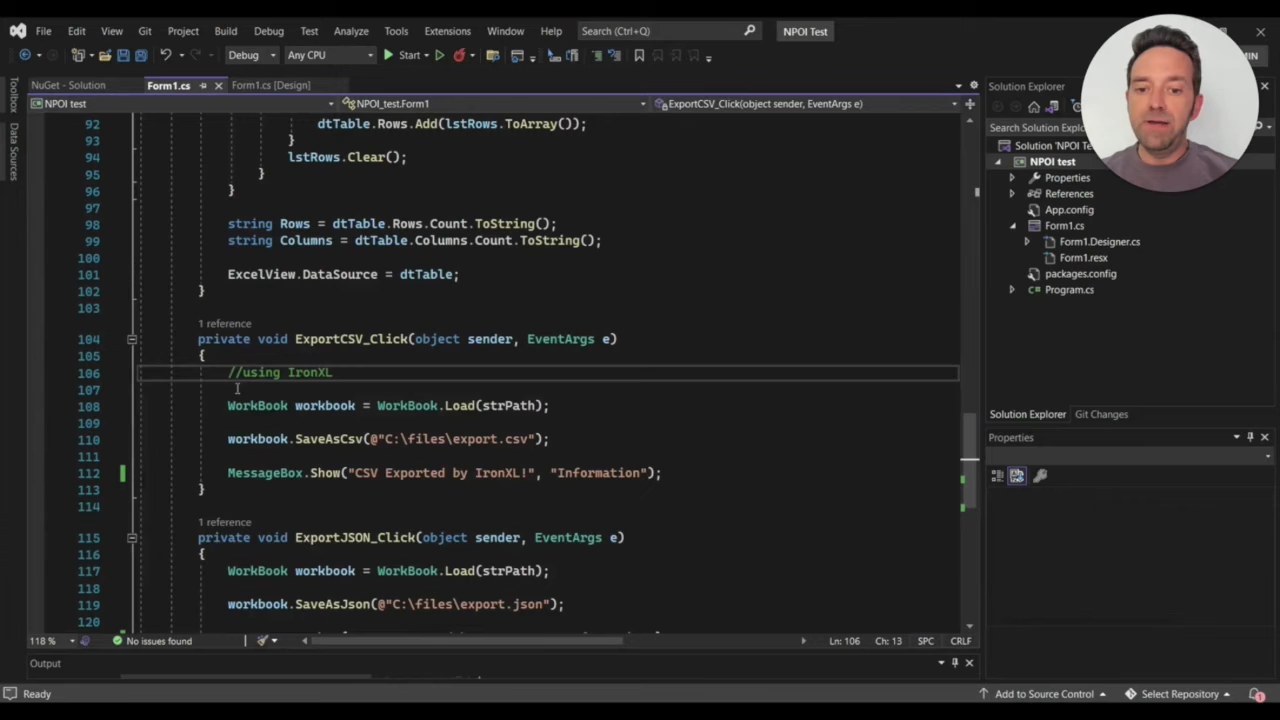 File Edit View Git Project Build Debug Test Analyze Tools Extensions Window Help Search (Ctrl+Q) NPOI Test
Debug Any CPU Start
NuGet - Solution Form1.cs Form1.cs [Design]
NPOI test NPOI_test.Form1 ExportCSV_Click(object sender, EventArgs e)
Toolbox
Data Sources
92 dtTable.Rows.Add(lstRows.ToArray());
93 }
94 lstRows.Clear();
95 }
96 }
97
98 string Rows = dtTable.Rows.Count.ToString();
99 string Columns = dtTable.Columns.Count.ToString();
100
101 ExcelView.DataSource = dtTable;
102 }
103
1 reference
104 private void ExportCSV_Click(object sender, EventArgs e)
105 {
106 //using IronXL
107
108 WorkBook workbook = WorkBook.Load(strPath);
109
110 workbook.SaveAsCsv(@"C:\files\export.csv");
111
112 MessageBox.Show("CSV Exported by IronXL!", "Information");
113 }
114
1 reference
115 private void ExportJSON_Click(object sender, EventArgs e)
116 {
117 WorkBook workbook = WorkBook.Load(strPath);
118
119 workbook.SaveAsJson(@"C:\files\export.json");
120
118 % No issues found Ln: 106 Ch: 13 SPC CRLF
Output
Solution Explorer
Search Solution
Solution 'NPOI
NPOI test
Properties
References
App.config
Form1.cs
Form1.Designer.cs
Form1.resx
packages.config
Program.cs
Solution Explorer Git Changes
Properties
Ready Add to Source Control Select Repository 1